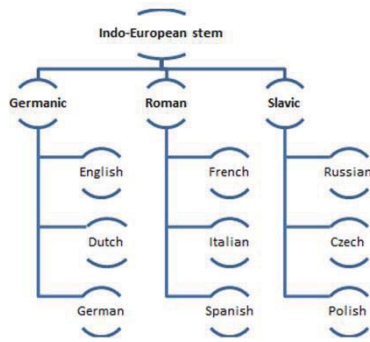 Indo-European stem
Germanic
Roman
Slavic
English
French
Russian
Dutch
Italian
Czech
German
Spanish
Polish